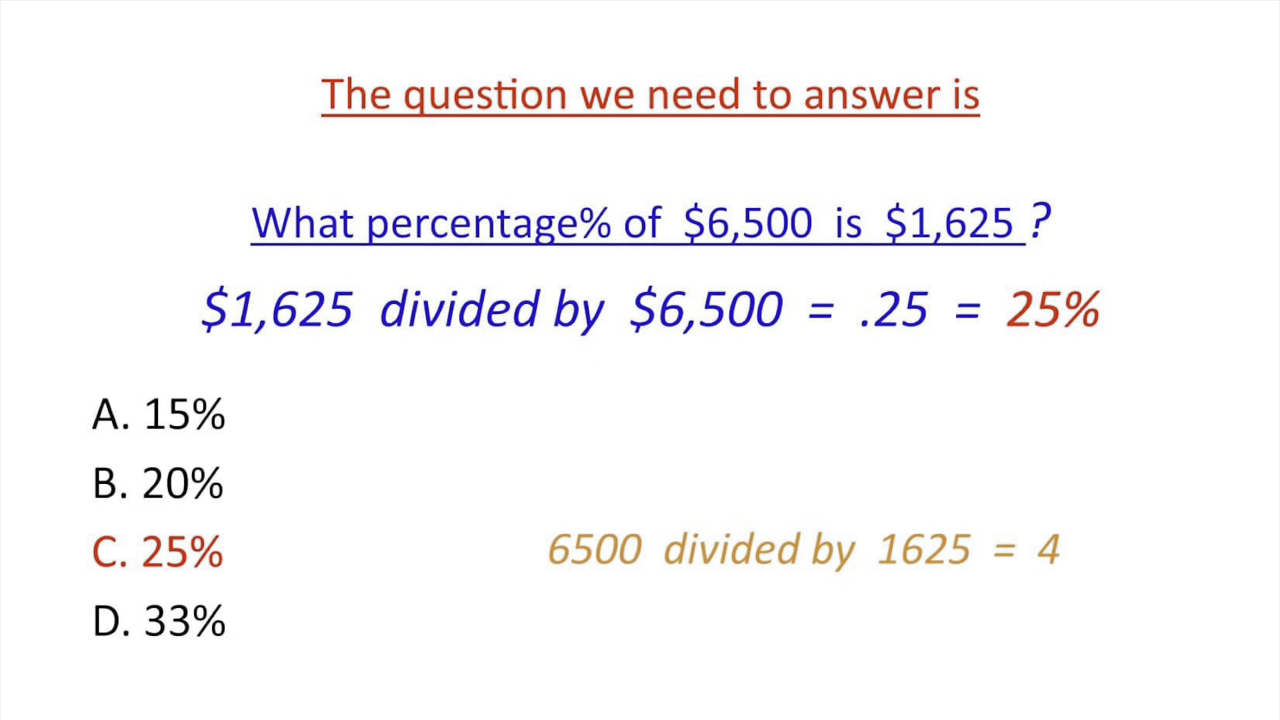 The question we need to answer is
What percentage% of $6,500 is $1,625 ?
$1,625 divided by $6,500 = .25 = 25%
A. 15%
B. 20%
C. 25%
6500 divided by 1625 = 4
D. 33%